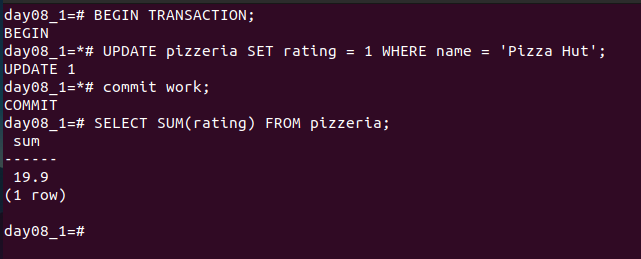 day08_1=# BEGIN TRANSACTION;
BEGIN
day08_1=*# UPDATE pizzeria SET rating = 1 WHERE name = 'Pizza Hut';
UPDATE 1
day08_1=*# commit work;
COMMIT
day08_1=# SELECT SUM(rating) FROM pizzeria;
 sum
------
 19.9
(1 row)

day08_1=#